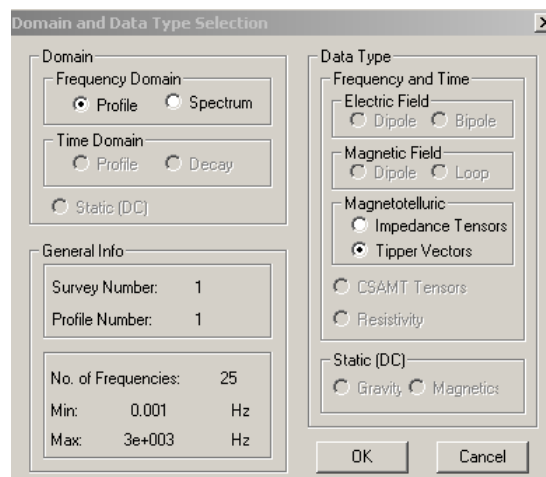 Domain and Data Type Selection
Domain
Frequency Domain
Profile Spectrum
Time Domain
Profile Decay
Static (DC)
General Info
Survey Number: 1
Profile Number: 1
No. of Frequencies: 25
Min: 0.001 Hz
Max: 3e+003 Hz
Data Type
Frequency and Time
Electric Field
Dipole Bipole
Magnetic Field
Dipole Loop
Magnetotelluric
Impedance Tensors
Tipper Vectors
CSAMT Tensors
Resistivity
Static (DC)
Gravity Magnetics
OK Cancel